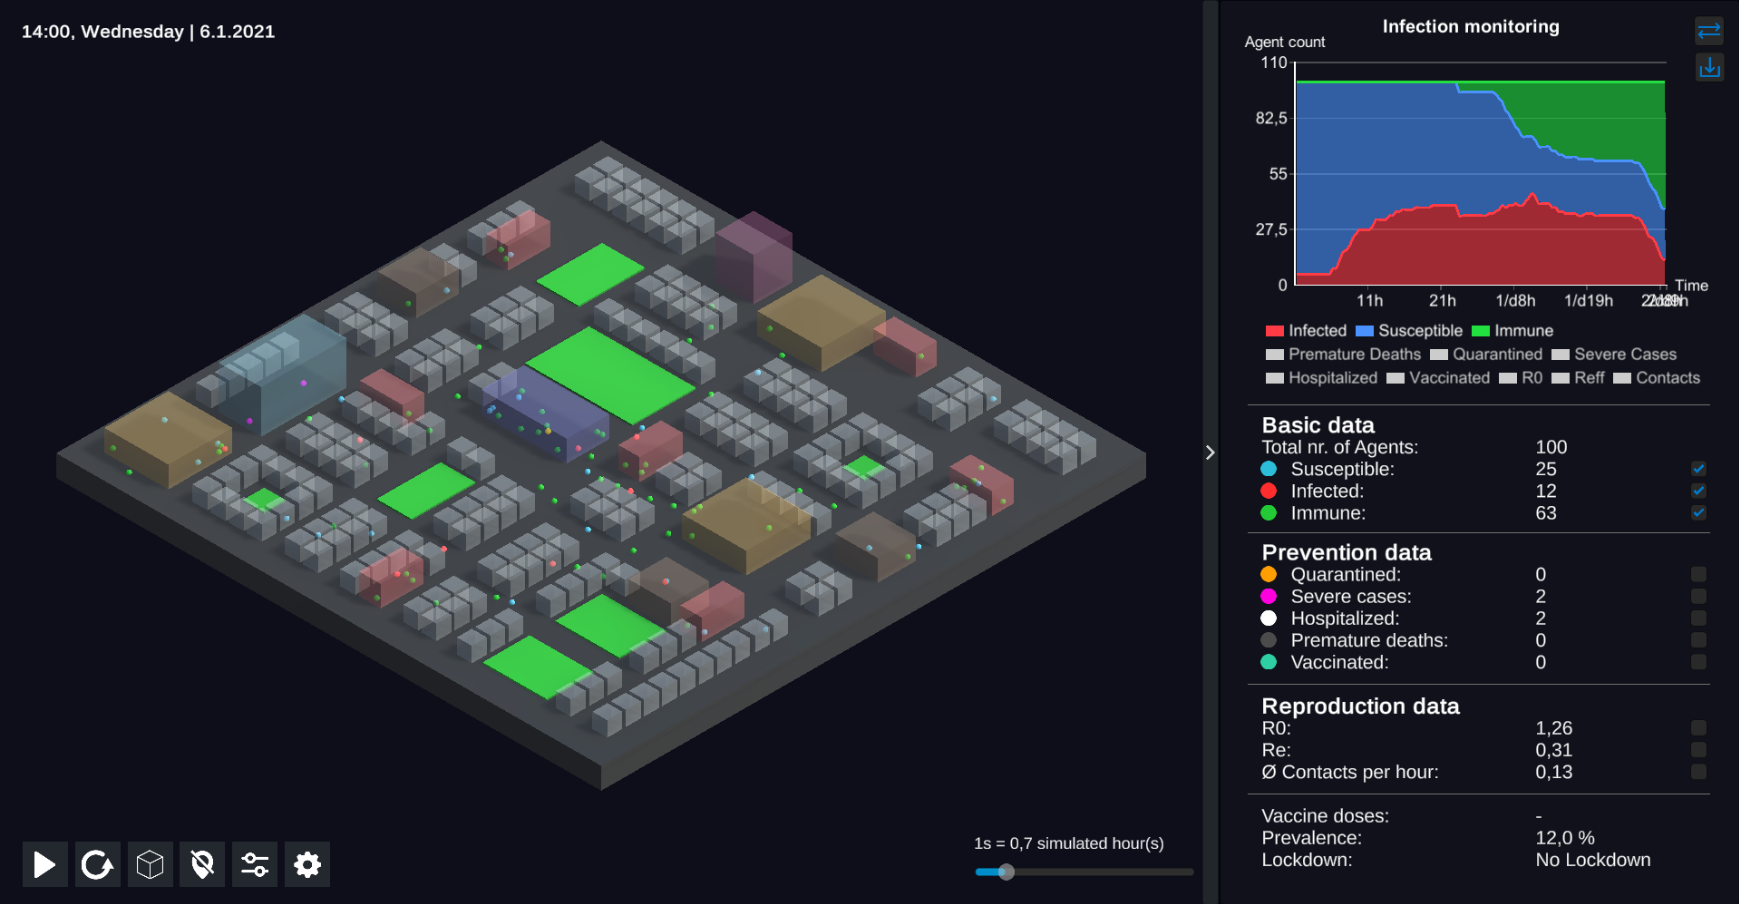 14:00, Wednesday | 6.1.2021
Infection monitoring
Agent count
110
82,5
55
27,5
0
Time
11h 21h 1/d8h 1/d19h
Infected Susceptible Immune
Premature Deaths Quarantined Severe Cases
Hospitalized Vaccinated R0 Reff Contacts
Basic data
Total nr. of Agents: 100
Susceptible: 25
Infected: 12
Immune: 63
Prevention data
Quarantined: 0
Severe cases: 2
Hospitalized: 2
Premature deaths: 0
Vaccinated: 0
Reproduction data
R0: 1,26
Re: 0,31
Ø Contacts per hour: 0,13
Vaccine doses: -
Prevalence: 12,0 %
Lockdown: No Lockdown
1s = 0,7 simulated hour(s)